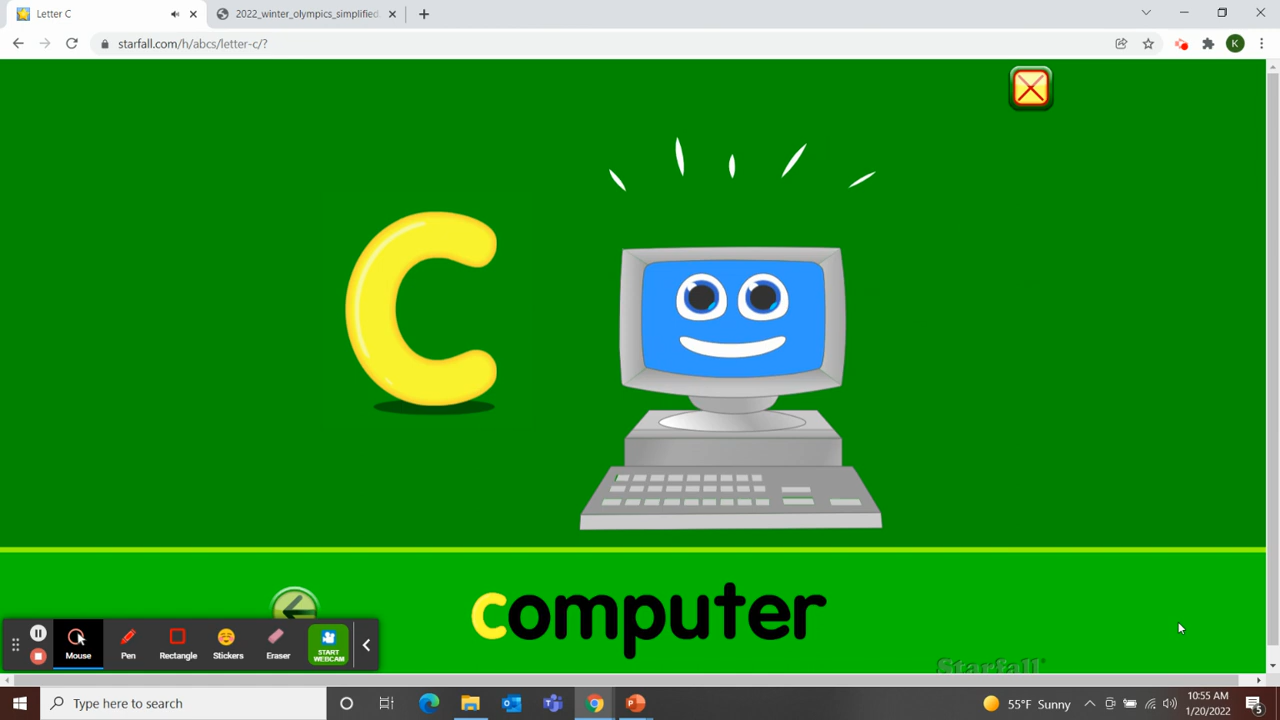 Letter C
2022_winter_olympics_simplified.
starfall.com/h/abcs/letter-c/?
K
C
computer
Starfall
Mouse
Pen
Rectangle
Stickers
Eraser
START
WEBCAM
Type here to search
55°F Sunny
10:55 AM
1/20/2022
5